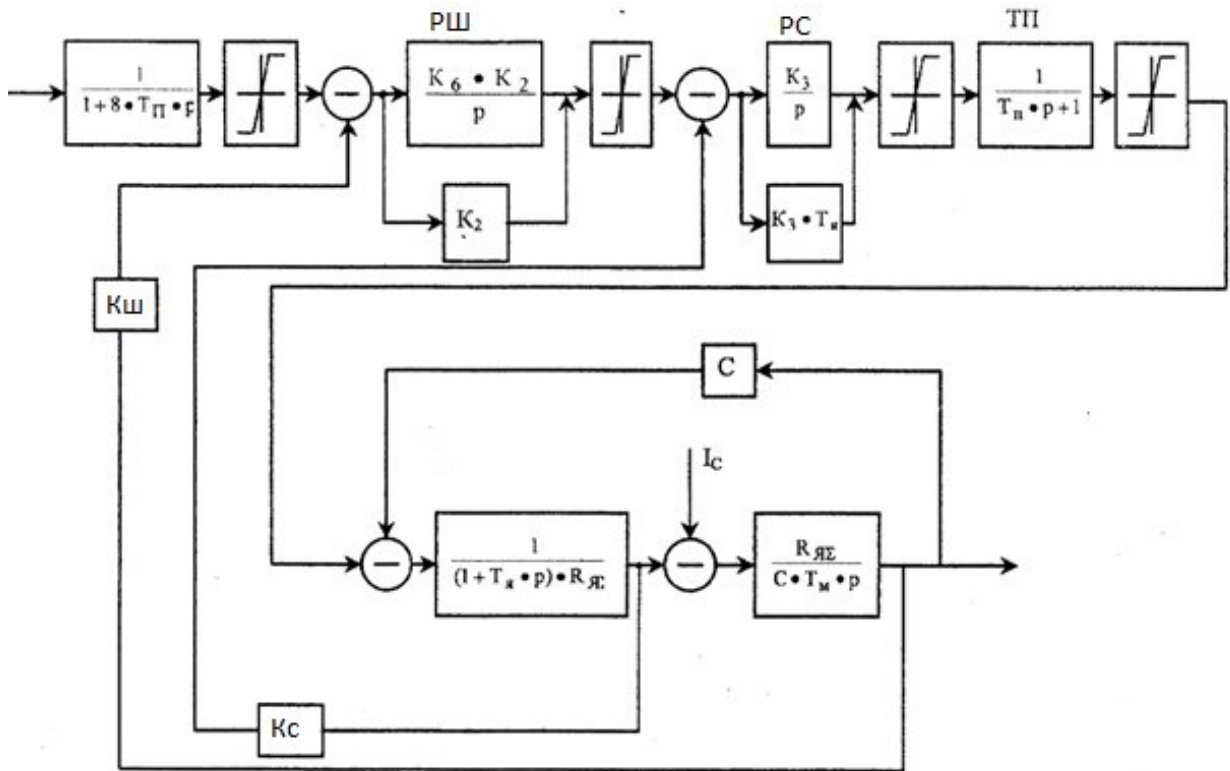 РШ
РС
ТП
1
1+8•TП•p
K6 • K2
p
K3
p
1
Tп•p+1
K2
K3•Tя
Кш
C
IC
1
(1+Tя•p)•RЯΣ
RЯΣ
C•Tм•p
Кс